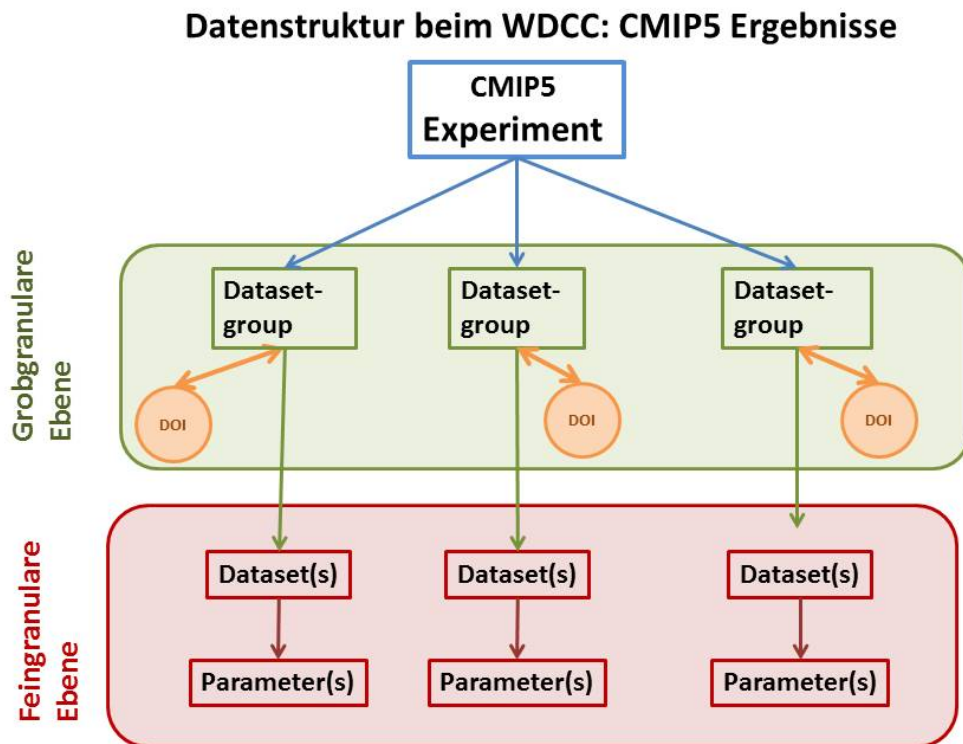 Datenstruktur beim WDCC: CMIP5 Ergebnisse
CMIP5
Experiment
Grobgranulare
Ebene
Dataset-
group
Dataset-
group
Dataset-
group
DOI
DOI
DOI
Feingranulare
Ebene
Dataset(s)
Dataset(s)
Dataset(s)
Parameter(s)
Parameter(s)
Parameter(s)